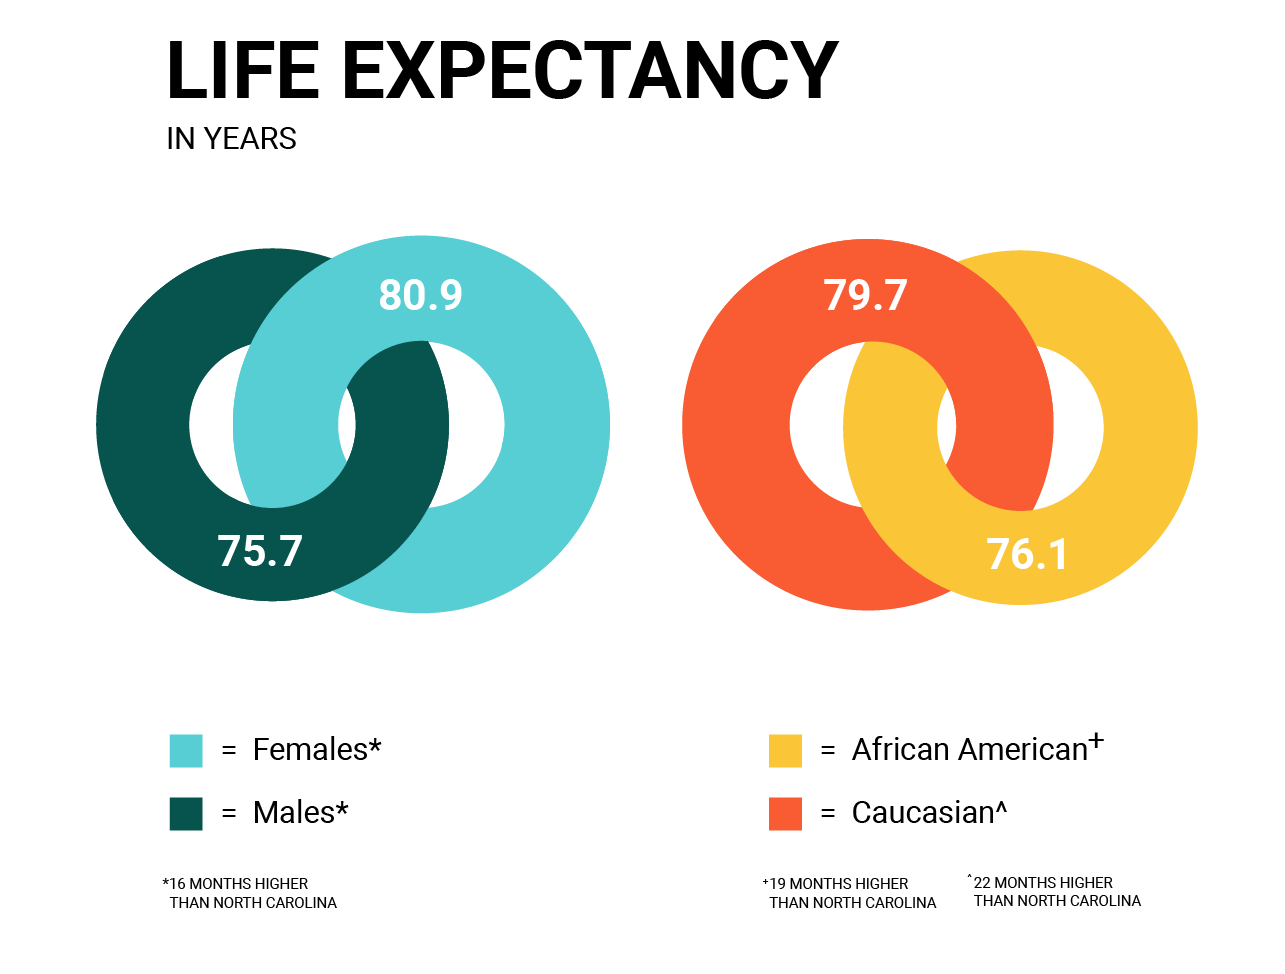 LIFE EXPECTANCY
IN YEARS
80.9
75.7
79.7
76.1
= Females*
= Males*
*16 MONTHS HIGHER
THAN NORTH CAROLINA
= African American+
= Caucasian^
+19 MONTHS HIGHER
THAN NORTH CAROLINA
^22 MONTHS HIGHER
THAN NORTH CAROLINA